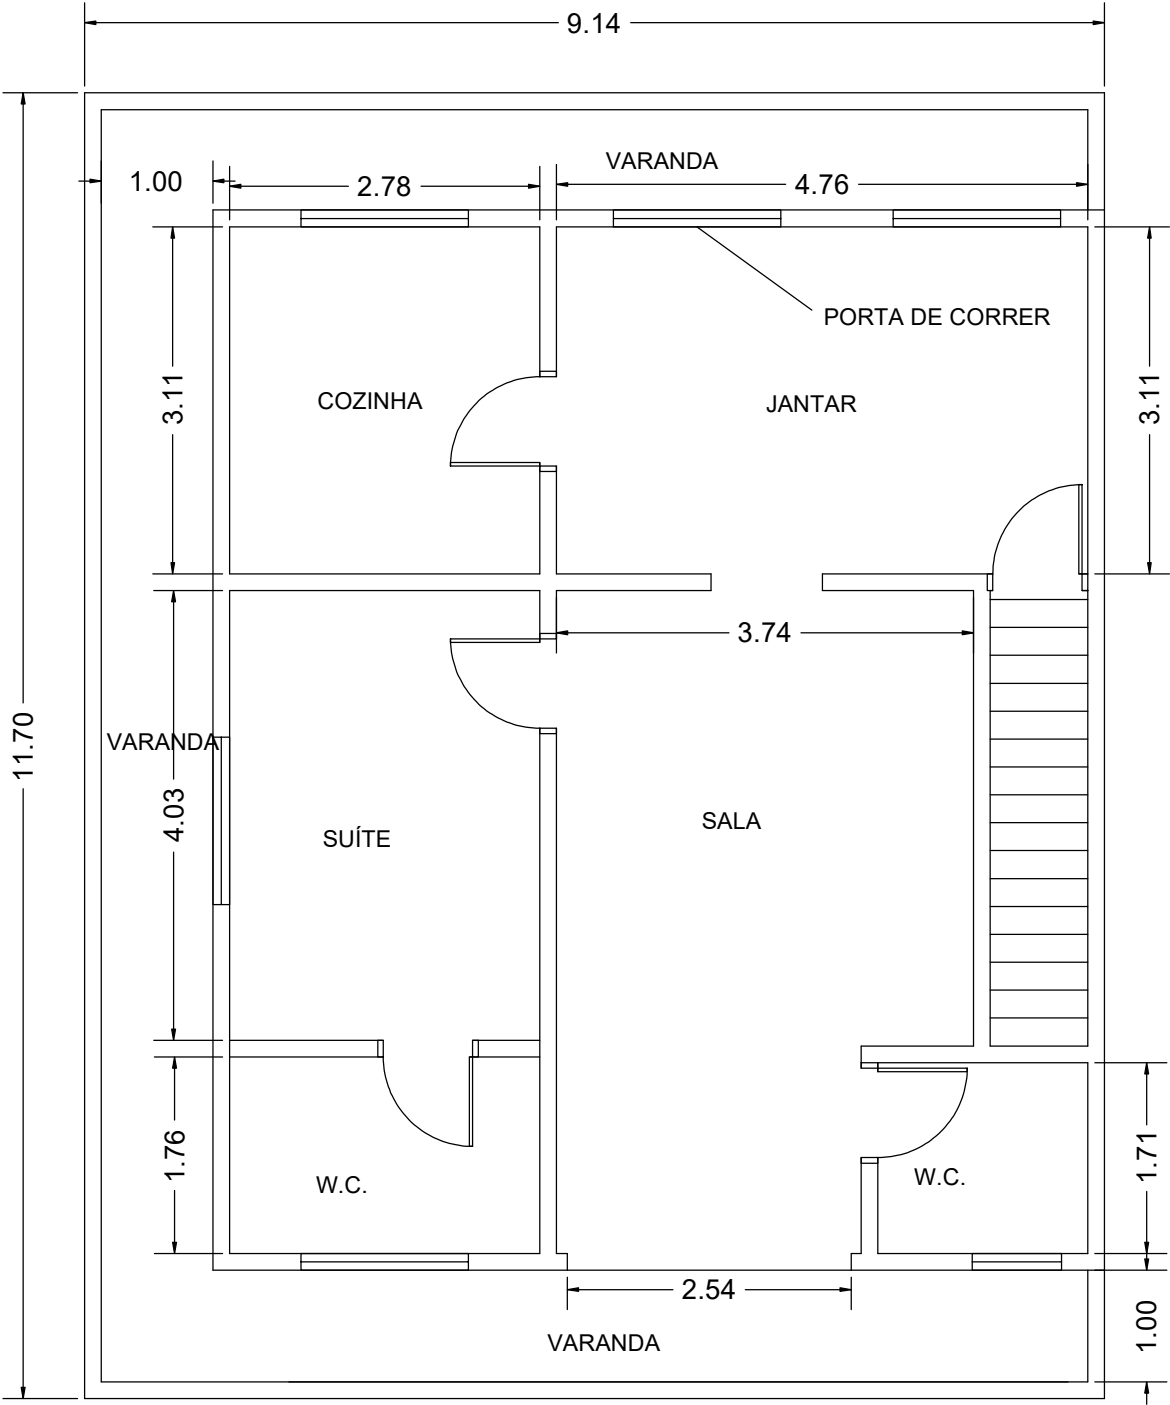 9.14
VARANDA
1.00
2.78
4.76
PORTA DE CORRER
3.11
COZINHA
JANTAR
3.11
3.74
11.70
VARANDA
4.03
SUÍTE
SALA
1.76
W.C.
W.C.
1.71
2.54
1.00
VARANDA